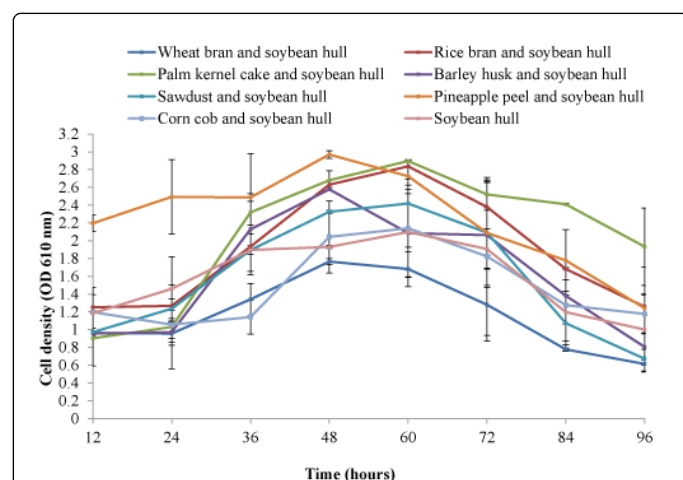 Wheat bran and soybean hull Rice bran and soybean hull
Palm kernel cake and soybean hull Barley husk and soybean hull
Sawdust and soybean hull Pineapple peel and soybean hull
Corn cob and soybean hull Soybean hull
Cell density (OD 610 nm)
3.2
3
2.8
2.6
2.4
2.2
2
1.8
1.6
1.4
1.2
1
0.8
0.6
0.4
0.2
0
12 24 36 48 60 72 84 96
Time (hours)